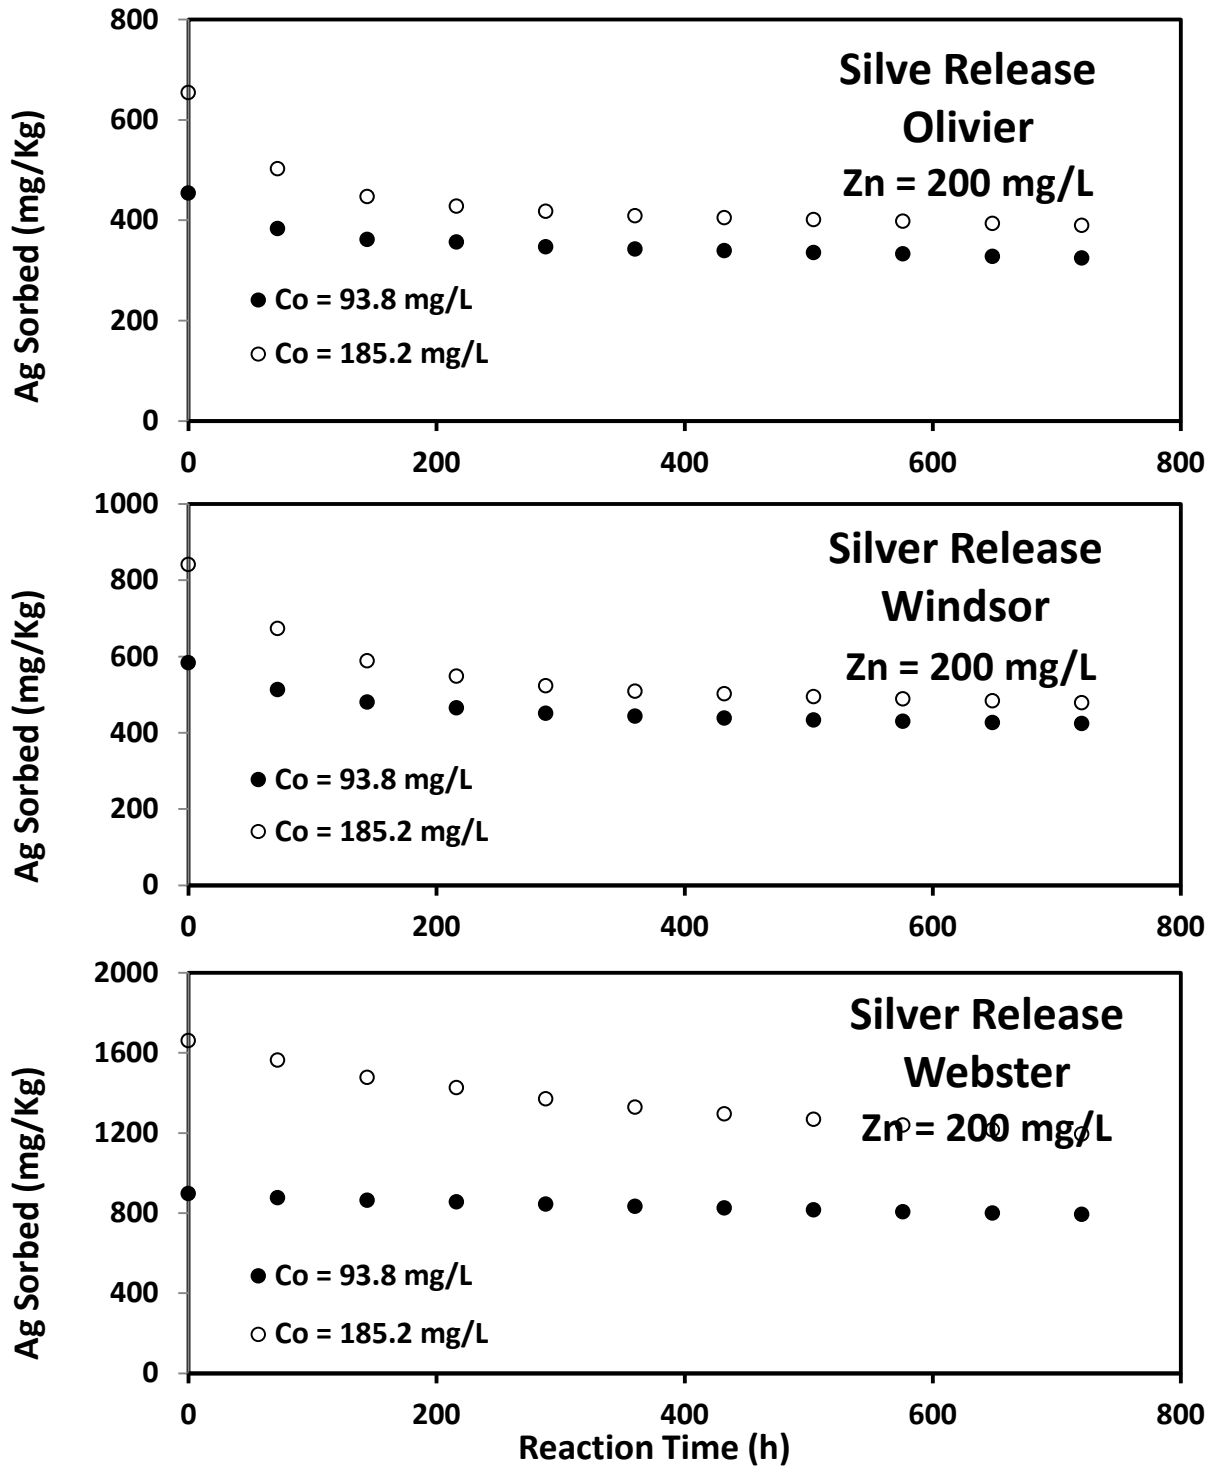 800
600
400
200
0
Ag Sorbed (mg/Kg)
Silve Release
Olivier
Zn = 200 mg/L
Co = 93.8 mg/L
Co = 185.2 mg/L
0 200 400 600 800
1000
800
600
400
200
0
Ag Sorbed (mg/Kg)
Silver Release
Windsor
Zn = 200 mg/L
Co = 93.8 mg/L
Co = 185.2 mg/L
0 200 400 600 800
2000
1600
1200
800
400
0
Ag Sorbed (mg/Kg)
Silver Release
Webster
Zn = 200 mg/L
Co = 93.8 mg/L
Co = 185.2 mg/L
0 200 400 600 800
Reaction Time (h)